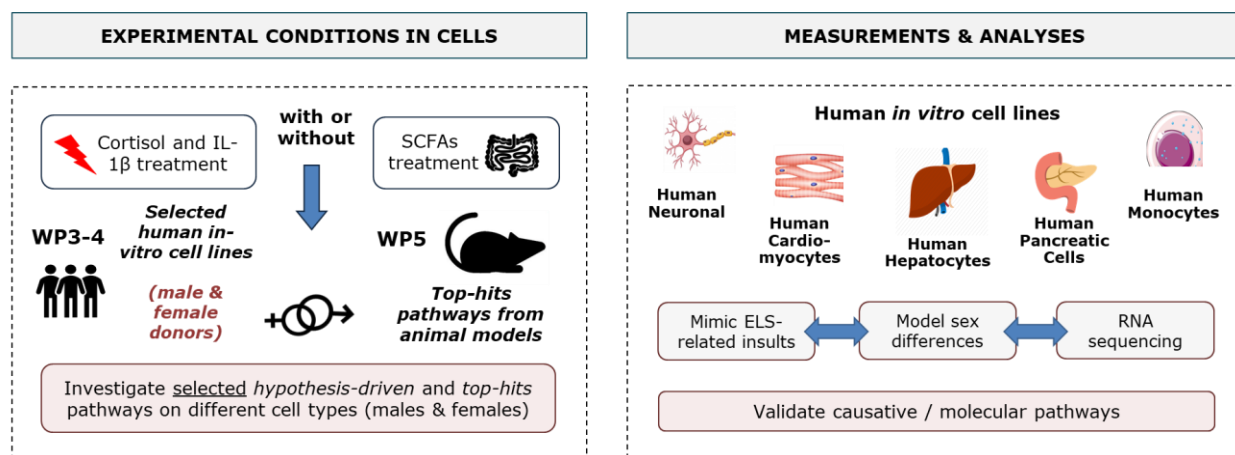 EXPERIMENTAL CONDITIONS IN CELLS
Cortisol and IL-
1β treatment
with or
without
SCFAs
treatment
WP3-4
Selected
human in-
vitro cell lines
(male &
female
donors)
WP5
Top-hits
pathways from
animal models
Investigate selected hypothesis-driven and top-hits
pathways on different cell types (males & females)
MEASUREMENTS & ANALYSES
Human in vitro cell lines
Human
Neuronal
Human
Cardio-
myocytes
Human
Hepatocytes
Human
Pancreatic
Cells
Human
Monocytes
Mimic ELS-
related insults
Model sex
differences
RNA
sequencing
Validate causative / molecular pathways